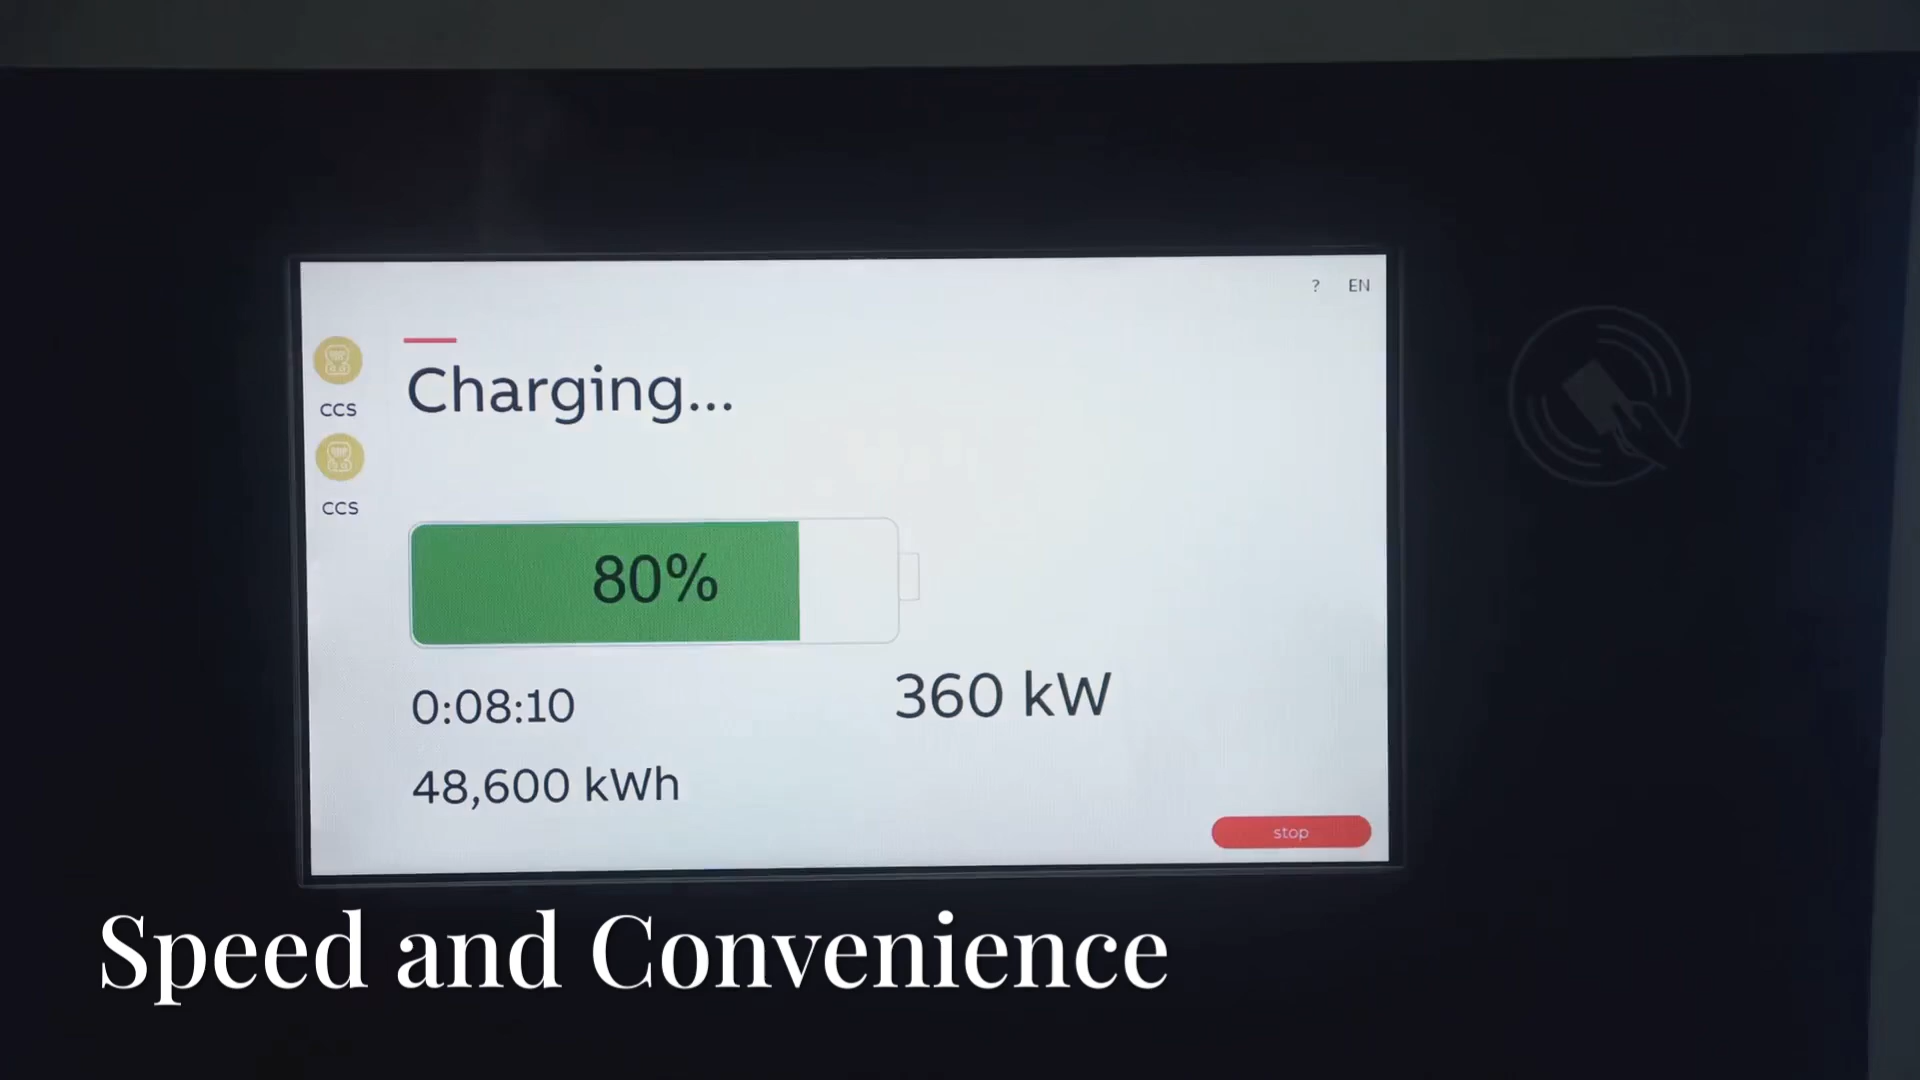 ? EN
CCS
Charging...
CCS
80%
0:08:10
360 kW
48,600 kWh
stop
Speed and Convenience